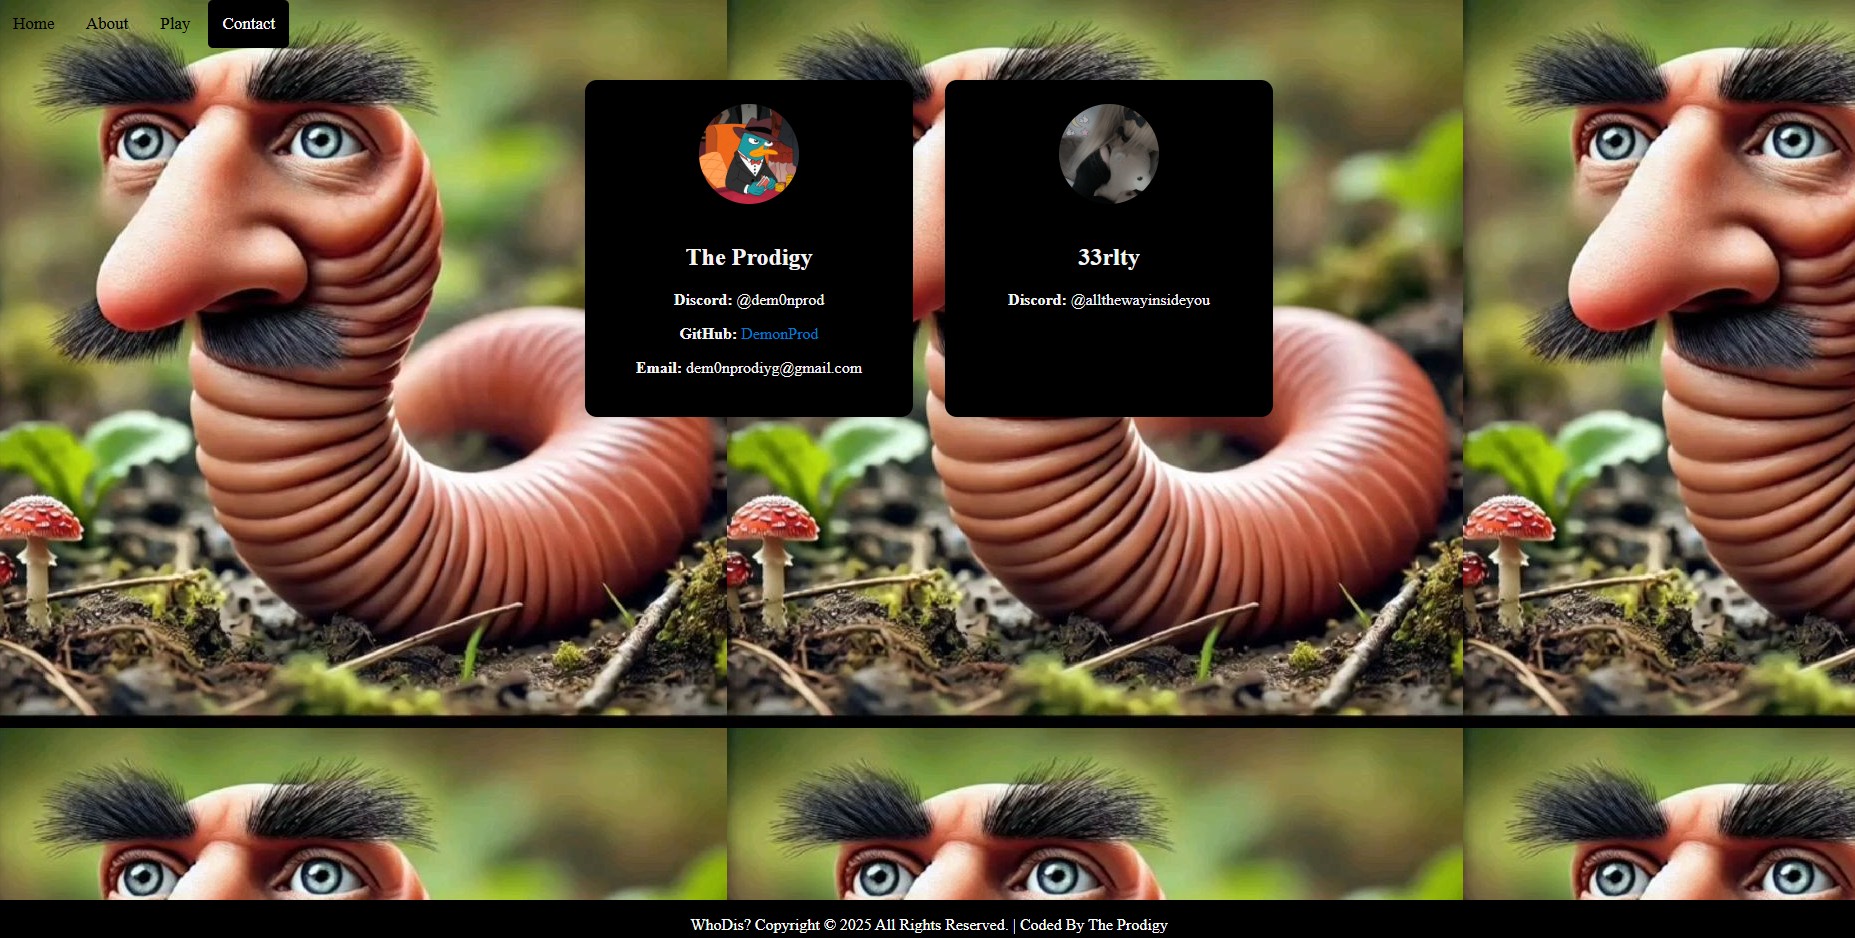 Home About Play Contact
The Prodigy
Discord: @dem0nprod
GitHub: DemonProd
Email: dem0nprodiyg@gmail.com
33rlty
Discord: @allthewayinsideyou
WhoDis? Copyright © 2025 All Rights Reserved. | Coded By The Prodigy